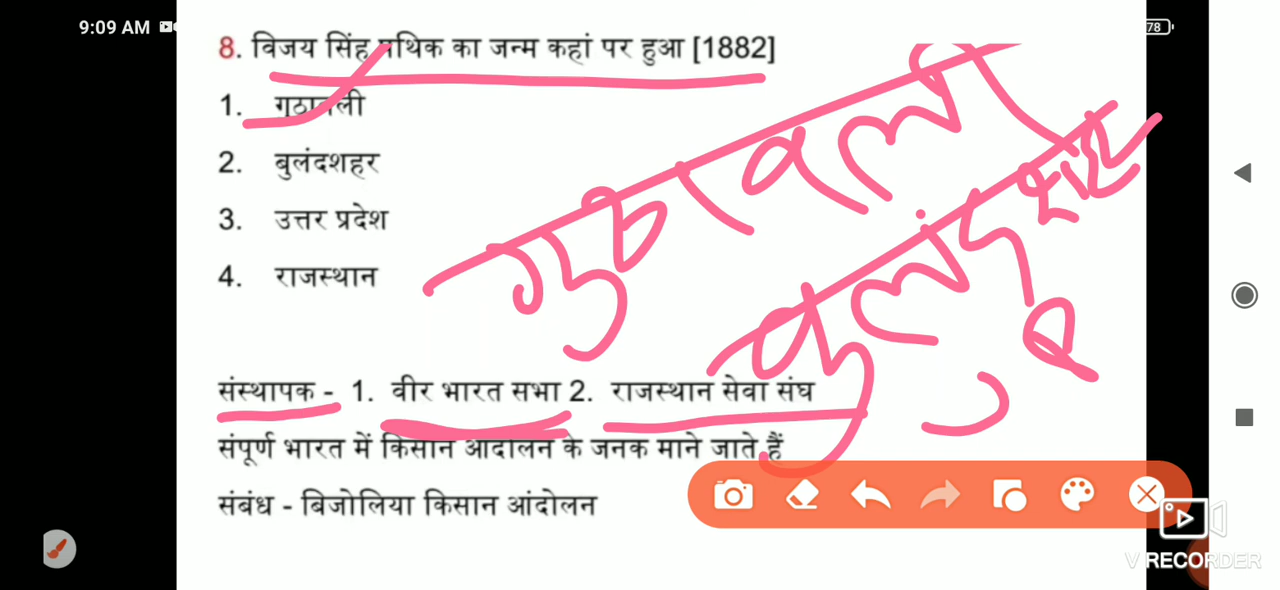 9:09 AM
78
8. विजय सिंह पथिक का जन्म कहां पर हुआ [1882]
1. गुठावली
2. बुलंदशहर
3. उत्तर प्रदेश
4. राजस्थान
गुठावली
बुलंदशहर
उ प्र
संस्थापक - 1. वीर भारत सभा 2. राजस्थान सेवा संघ
संपूर्ण भारत में किसान आंदोलन के जनक माने जाते हैं
संबंध - बिजोलिया किसान आंदोलन
V RECORDER